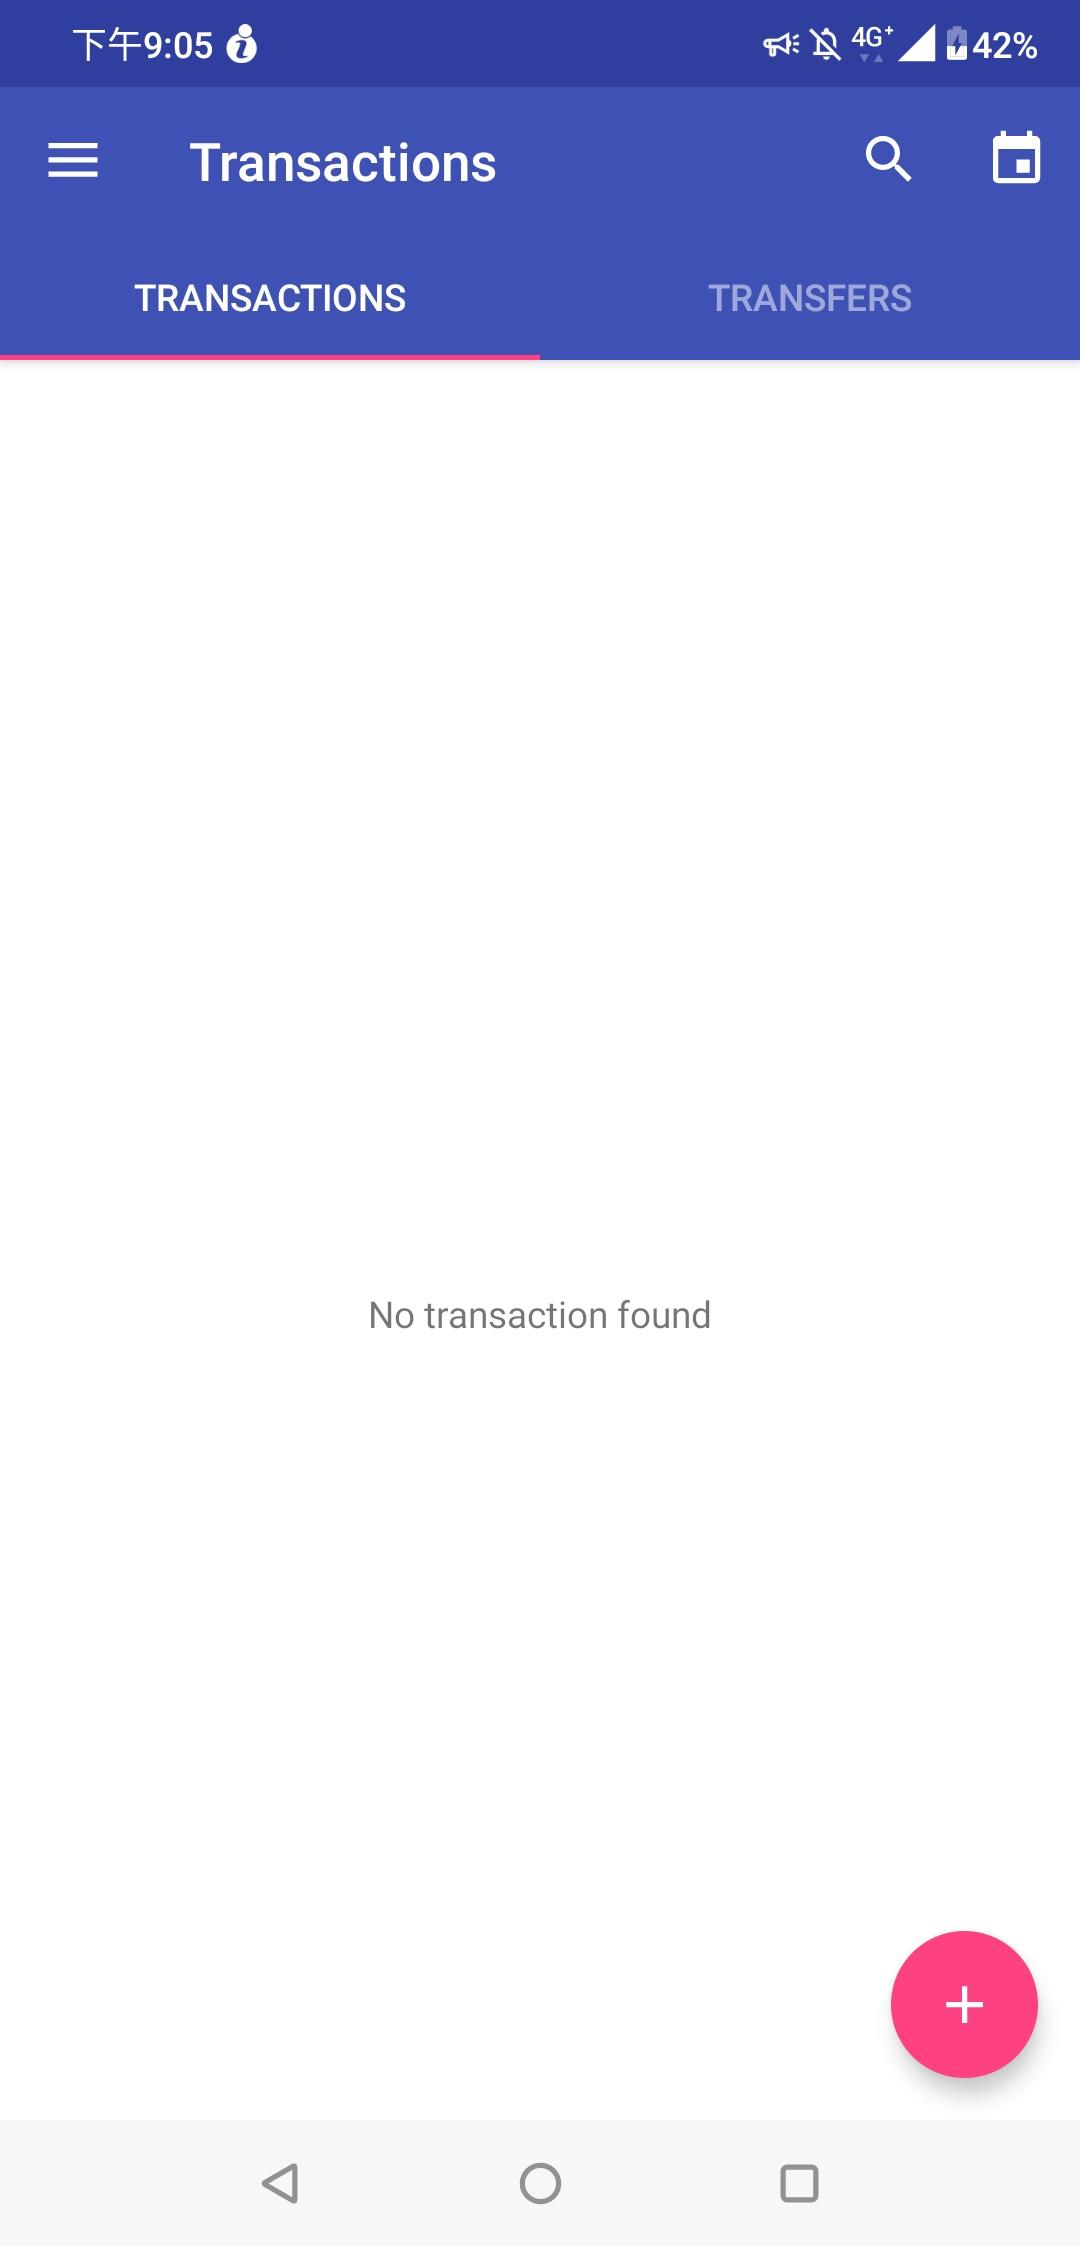 下午9:05 4G+ 42%
Transactions
TRANSACTIONS TRANSFERS
No transaction found